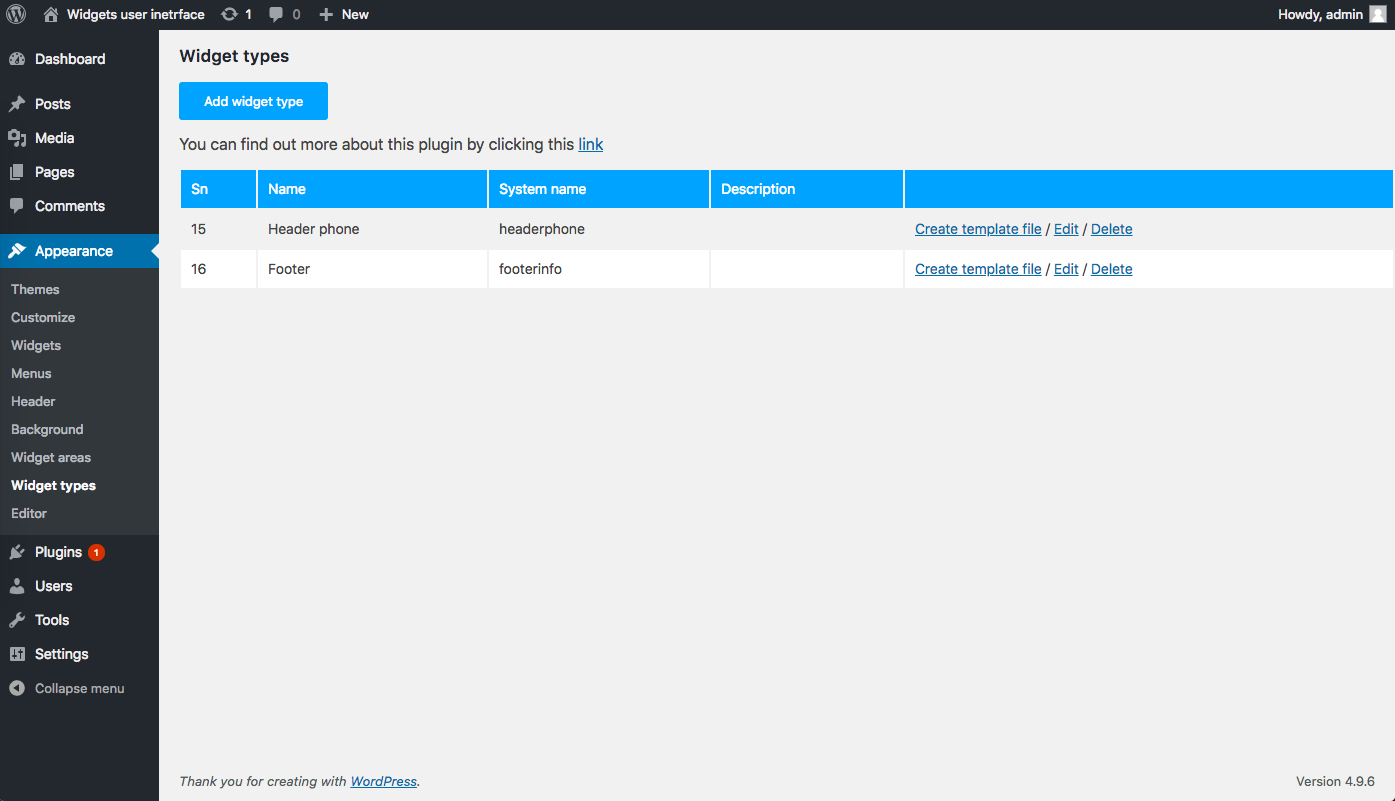 Widgets user inetrface 1 0 New Howdy, admin
Dashboard
Posts
Media
Pages
Comments
Appearance
Themes
Customize
Widgets
Menus
Header
Background
Widget areas
Widget types
Editor
Plugins 1
Users
Tools
Settings
Collapse menu
Widget types
Add widget type
You can find out more about this plugin by clicking this link
Sn Name System name Description
15 Header phone headerphone Create template file / Edit / Delete
16 Footer footerinfo Create template file / Edit / Delete
Thank you for creating with WordPress. Version 4.9.6